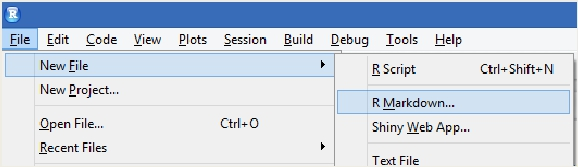 R
File Edit Code View Plots Session Build Debug Tools Help
New File
New Project...
Open File... Ctrl+O
Recent Files
R Script Ctrl+Shift+N
R Markdown...
Shiny Web App...
Text File